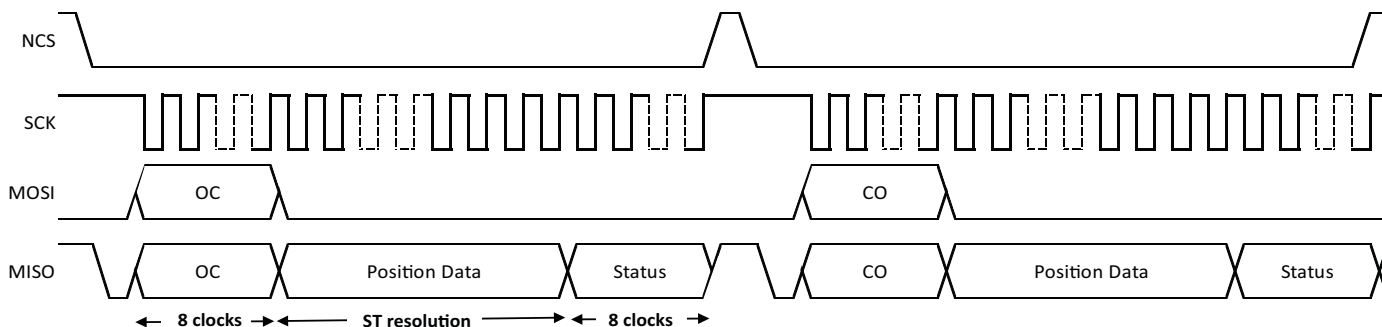 NCS
SCK
MOSI OC CO
MISO OC Position Data Status CO Position Data Status
8 clocks ST resolution 8 clocks